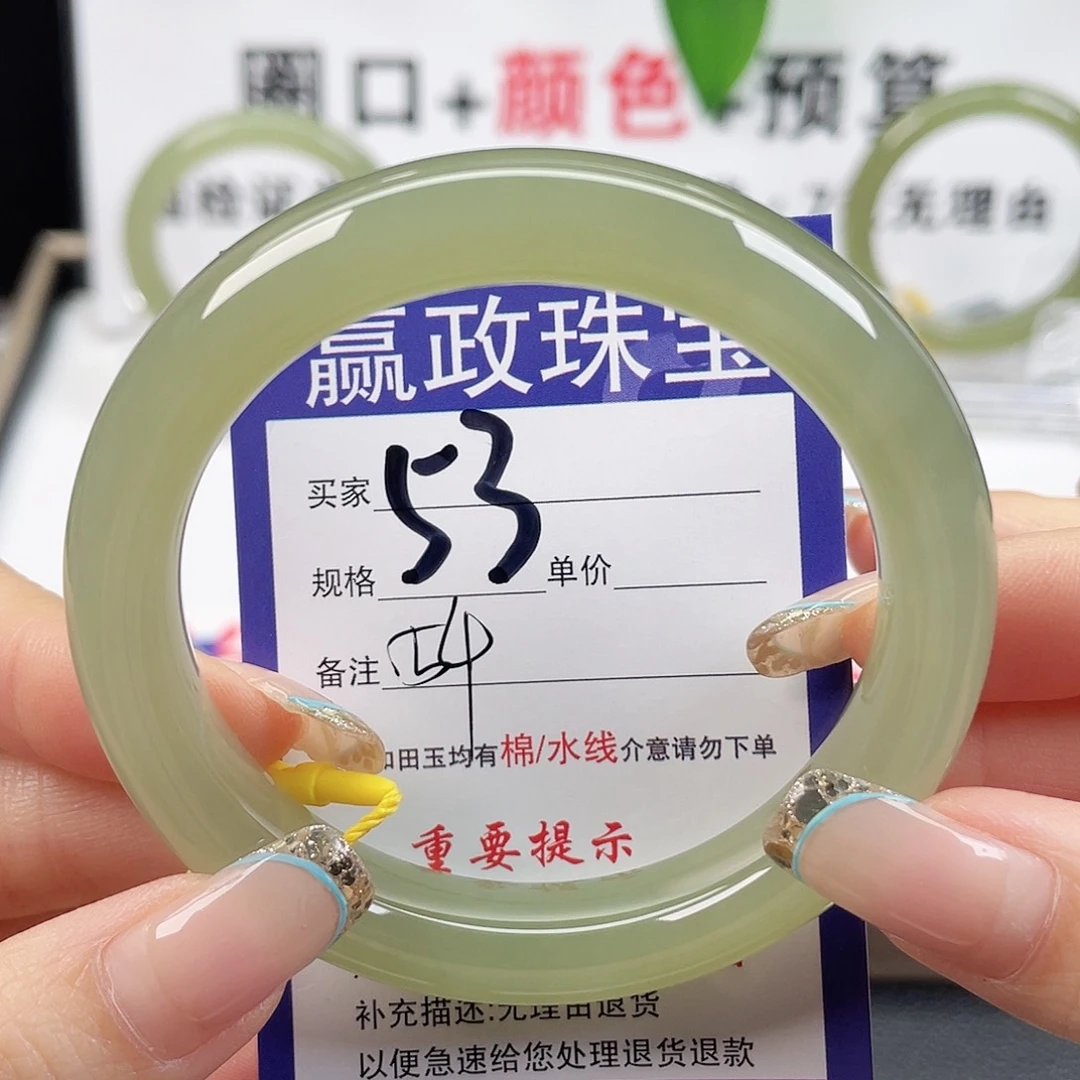 圈口+颜色+预算
无理由
赢政珠宝
买家
53
规格 单价
备注
田玉均有棉/水线介意请勿下单
重要提示
补充描述:无理由退货
以便急速给您处理退货退款